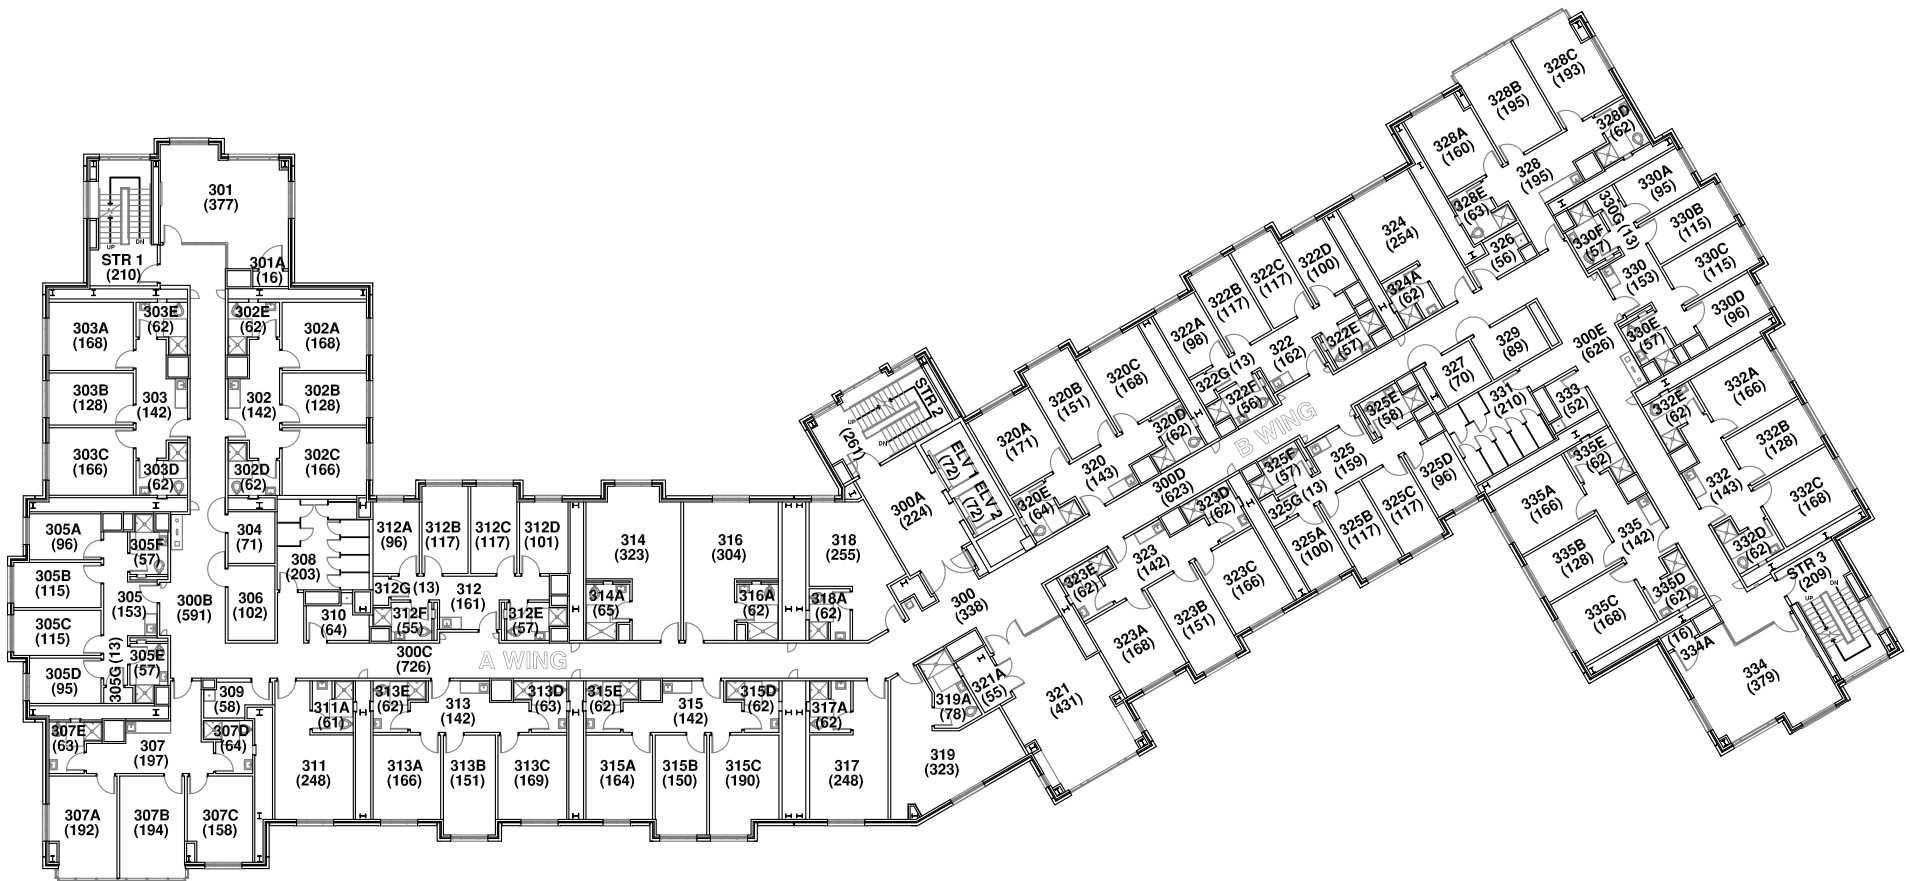 301
(377)
UP
DN
STR 1
(210)
301A
(16)
303E
(62)
302E
(62)
303A
(168)
302A
(168)
303B
(128)
303
(142)
302
(142)
302B
(128)
303C
(166)
303D
(62)
302D
(62)
302C
(166)
305A
(96)
305F
(57)
304
(71)
305B
(115)
305
(153)
300B
(591)
306
(102)
308
(203)
310
(64)
305C
(115)
305G (13)
305E
(57)
305D
(95)
309
(58)
307E
(63)
307
(197)
307D
(64)
307A
(192)
307B
(194)
307C
(158)
312A
(96)
312B
(117)
312C
(117)
312D
(101)
312G (13)
312
(161)
312F
(55)
312E
(57)
314
(323)
314A
(65)
316
(304)
316A
(62)
318
(255)
318A
(62)
300C
(726)
A WING
311A
(61)
311
(248)
313E
(62)
313
(142)
313D
(63)
313A
(166)
313B
(151)
313C
(169)
315E
(62)
315
(142)
315D
(62)
315A
(164)
315B
(150)
315C
(190)
317A
(62)
317
(248)
319A
(78)
319
(323)
321A
(55)
321
(431)
300
(338)
STR 2
(261)
UP
DN
300A
(224)
ELV 1
(72)
ELV 2
(72)
320A
(171)
320B
(151)
320C
(168)
320D
(62)
320
(143)
320E
(64)
300D
(623)
B WING
322A
(98)
322B
(117)
322C
(117)
322D
(100)
322
(162)
322G (13)
322F
(56)
322E
(57)
324
(254)
324A
(62)
323E
(62)
323
(142)
323D
(62)
323A
(168)
323B
(151)
323C
(166)
325F
(57)
325
(159)
325E
(58)
325G (13)
325A
(100)
325B
(117)
325C
(117)
325D
(96)
326
(56)
327
(70)
329
(89)
331
(210)
333
(52)
328A
(160)
328B
(195)
328C
(193)
328D
(62)
328
(195)
328E
(63)
330A
(95)
330B
(115)
330C
(115)
330D
(96)
330G (13)
330F
(57)
330
(153)
330E
(57)
300E
(626)
332A
(166)
332B
(128)
332C
(168)
332E
(62)
332
(143)
332D
(62)
335E
(62)
335A
(166)
335
(142)
335B
(128)
335C
(168)
335D
(62)
STR 3
(209)
UP
DN
(16)
334A
334
(379)